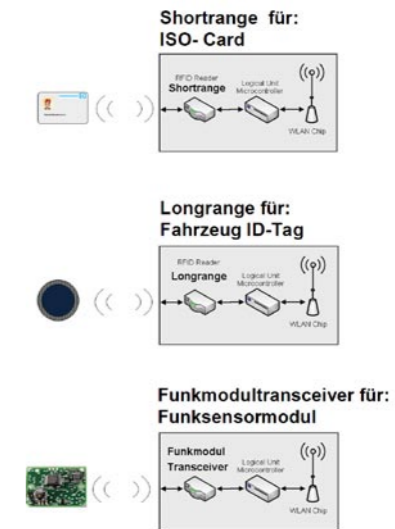 Shortrange für:
ISO- Card
RFID Reader
Shortrange
Logical Unit
Microcontroller
WLAN Chip
Longrange für:
Fahrzeug ID-Tag
RFID Reader
Longrange
Logical Unit
Microcontroller
WLAN Chip
Funkmodultransceiver für:
Funksensormodul
Funkmodul
Transceiver
Logical Unit
Microcontroller
WLAN Chip